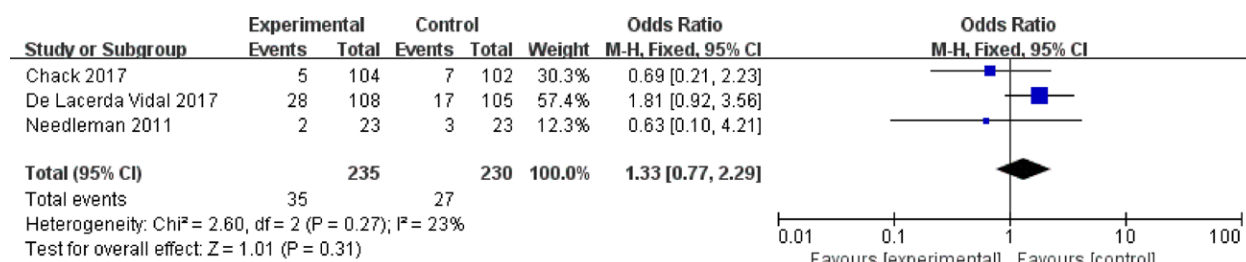 Experimental Control Odds Ratio Odds Ratio
Study or Subgroup Events Total Events Total Weight M-H, Fixed, 95% CI M-H, Fixed, 95% CI
Chack 2017 5 104 7 102 30.3% 0.69 [0.21, 2.23]
De Lacerda Vidal 2017 28 108 17 105 57.4% 1.81 [0.92, 3.56]
Needleman 2011 2 23 3 23 12.3% 0.63 [0.10, 4.21]
Total (95% CI) 235 230 100.0% 1.33 [0.77, 2.29]
Total events 35 27
Heterogeneity: Chi² = 2.60, df = 2 (P = 0.27); I² = 23%
Test for overall effect: Z = 1.01 (P = 0.31)
0.01 0.1 1 10 100
Favours [experimental] Favours [control]